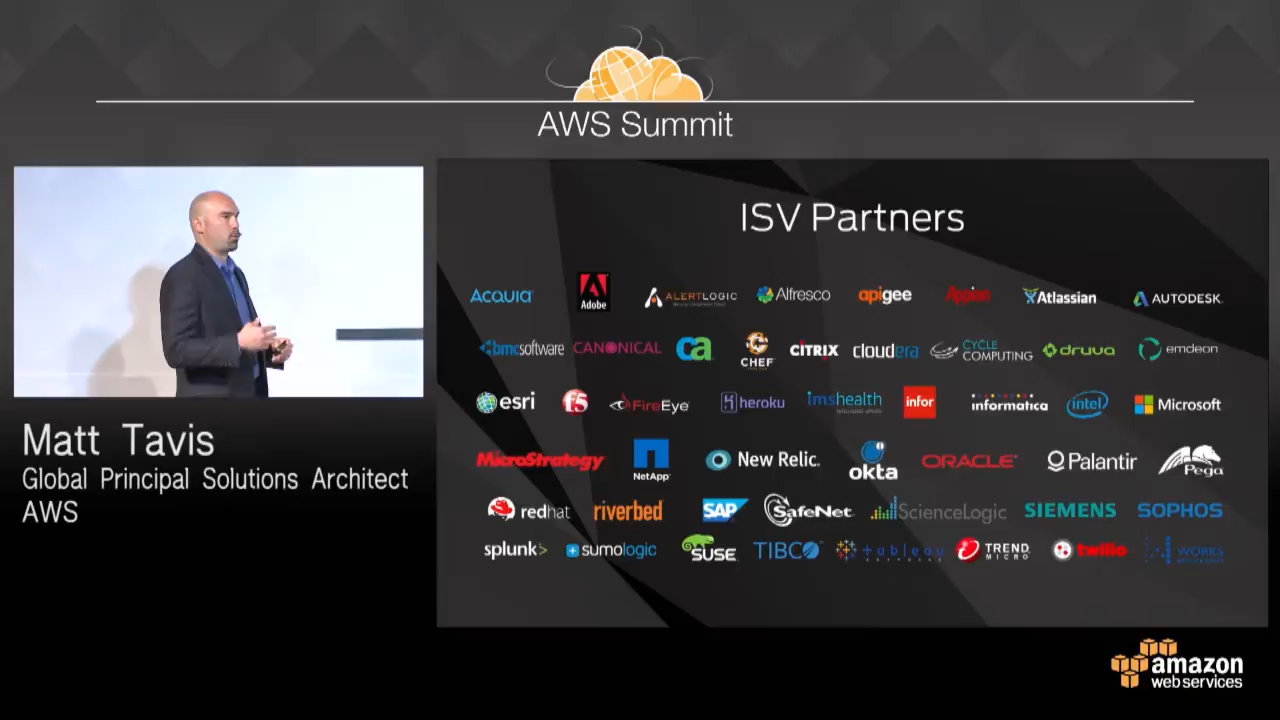 AWS Summit
ISV Partners
ACQUIA Adobe ALERTLOGIC Alfresco apigee Appian Atlassian AUTODESK
bmcsoftware CANONICAL ca CHEF CITRIX cloudera CYCLE COMPUTING druva emdeon
esri f5 FireEye heroku imshealth infor informatica intel Microsoft
MicroStrategy NetApp New Relic. okta ORACLE Palantir Pega
redhat riverbed SAP SafeNet ScienceLogic SIEMENS SOPHOS
splunk> sumologic SUSE TIBCO tableau TREND MICRO twilio WORKS
Matt Tavis
Global Principal Solutions Architect
AWS
amazon
web services